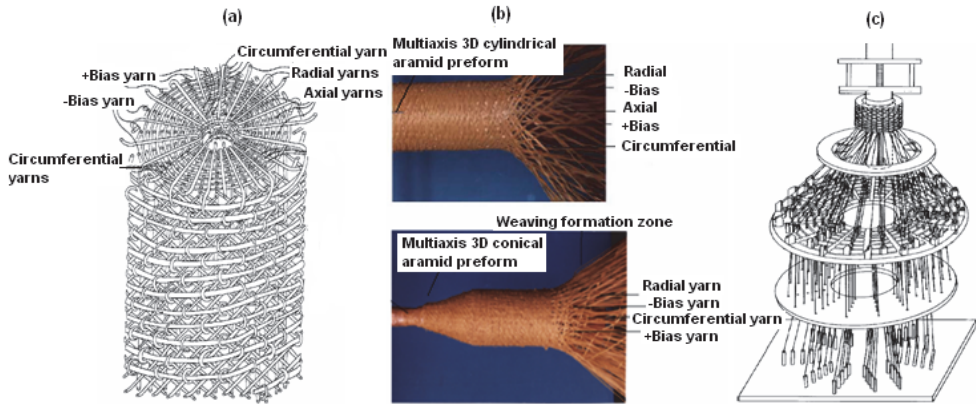 (a)
Circumferential yarn
+Bias yarn
Radial yarns
-Bias yarn
Axial yarns
Circumferential
yarns
(b)
Multiaxis 3D cylindrical
aramid preform
Radial
-Bias
Axial
+Bias
Circumferential
Weaving formation zone
Multiaxis 3D conical
aramid preform
Radial yarn
-Bias yarn
Circumferential yarn
+Bias yarn
(c)